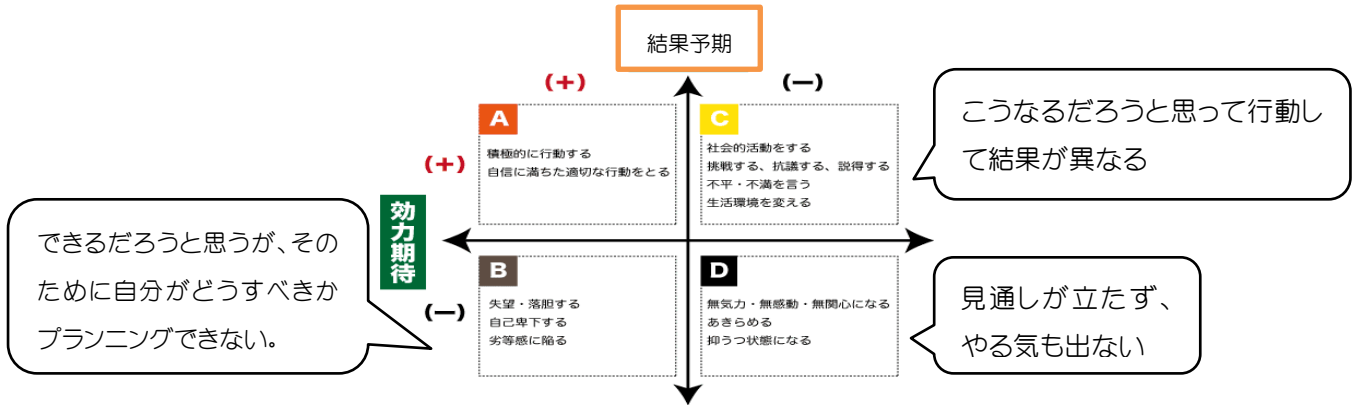 結果予期
(+)
(−)
A
積極的に行動する
自信に満ちた適切な行動をとる
C
社会的活動をする
挑戦する、抗議する、説得する
不平・不満を言う
生活環境を変える
こうなるだろうと思って行動し
て結果が異なる
(+)
効力期待
(−)
できるだろうと思うが、その
ために自分がどうすべきか
プランニングできない。
B
失望・落胆する
自己卑下する
劣等感に陥る
D
無気力・無感動・無関心になる
あきらめる
抑うつ状態になる
見通しが立たず、
やる気も出ない